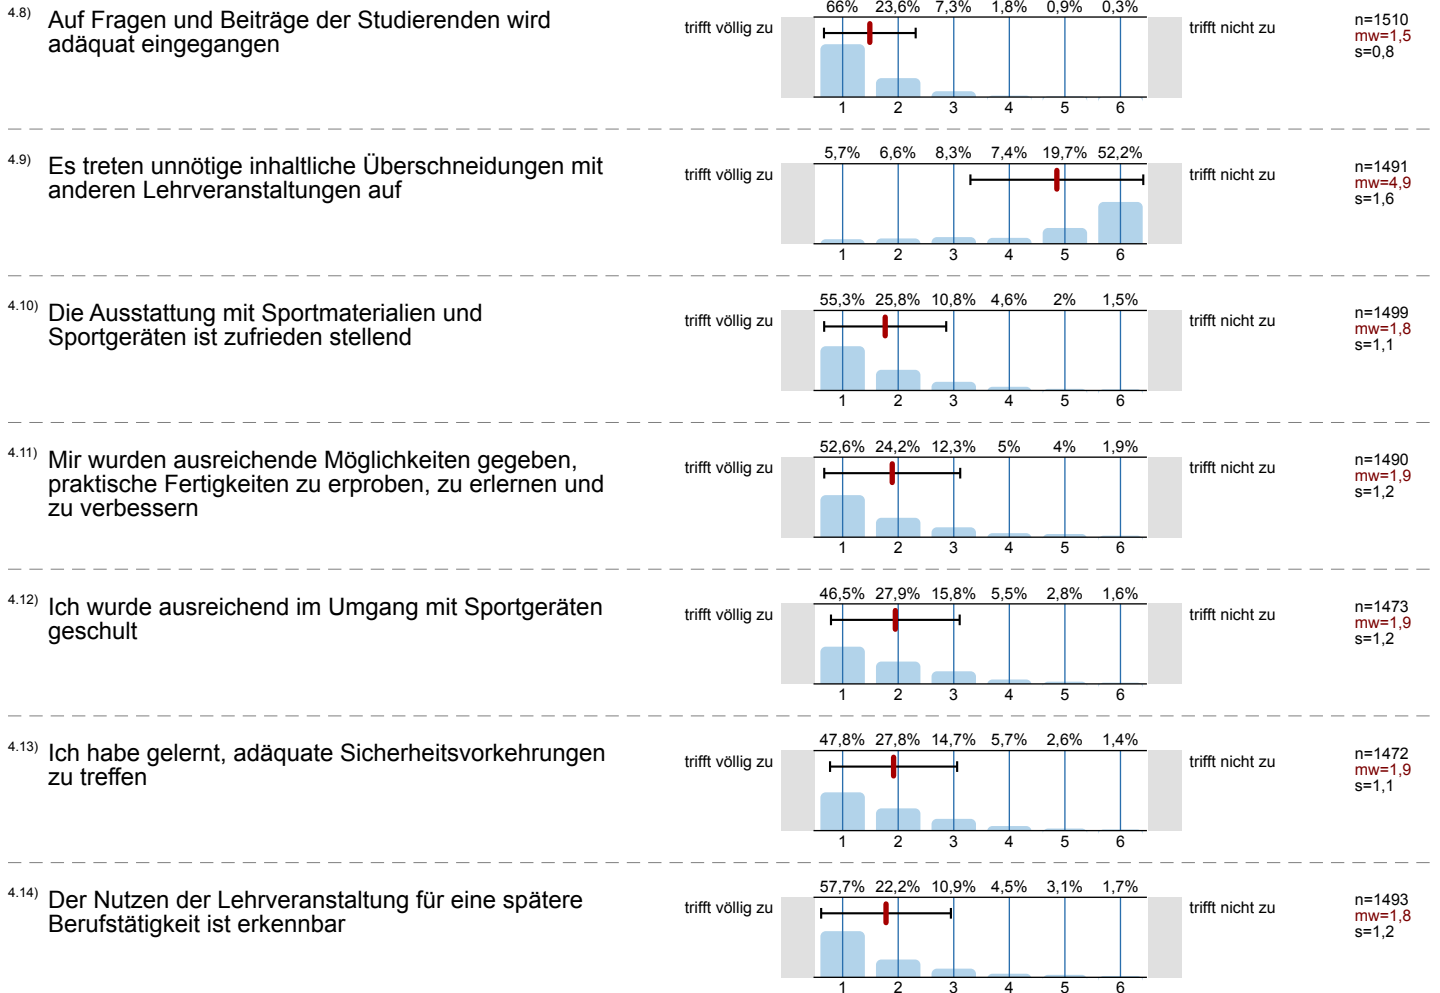 4.8) Auf Fragen und Beiträge der Studierenden wird
adäquat eingegangen
trifft völlig zu
66% 23,6% 7,3% 1,8% 0,9% 0,3%
1 2 3 4 5 6
trifft nicht zu
n=1510
mw=1,5
s=0,8
4.9) Es treten unnötige inhaltliche Überschneidungen mit
anderen Lehrveranstaltungen auf
trifft völlig zu
5,7% 6,6% 8,3% 7,4% 19,7% 52,2%
1 2 3 4 5 6
trifft nicht zu
n=1491
mw=4,9
s=1,6
4.10) Die Ausstattung mit Sportmaterialien und
Sportgeräten ist zufrieden stellend
trifft völlig zu
55,3% 25,8% 10,8% 4,6% 2% 1,5%
1 2 3 4 5 6
trifft nicht zu
n=1499
mw=1,8
s=1,1
4.11) Mir wurden ausreichende Möglichkeiten gegeben,
praktische Fertigkeiten zu erproben, zu erlernen und
zu verbessern
trifft völlig zu
52,6% 24,2% 12,3% 5% 4% 1,9%
1 2 3 4 5 6
trifft nicht zu
n=1490
mw=1,9
s=1,2
4.12) Ich wurde ausreichend im Umgang mit Sportgeräten
geschult
trifft völlig zu
46,5% 27,9% 15,8% 5,5% 2,8% 1,6%
1 2 3 4 5 6
trifft nicht zu
n=1473
mw=1,9
s=1,2
4.13) Ich habe gelernt, adäquate Sicherheitsvorkehrungen
zu treffen
trifft völlig zu
47,8% 27,8% 14,7% 5,7% 2,6% 1,4%
1 2 3 4 5 6
trifft nicht zu
n=1472
mw=1,9
s=1,1
4.14) Der Nutzen der Lehrveranstaltung für eine spätere
Berufstätigkeit ist erkennbar
trifft völlig zu
57,7% 22,2% 10,9% 4,5% 3,1% 1,7%
1 2 3 4 5 6
trifft nicht zu
n=1493
mw=1,8
s=1,2